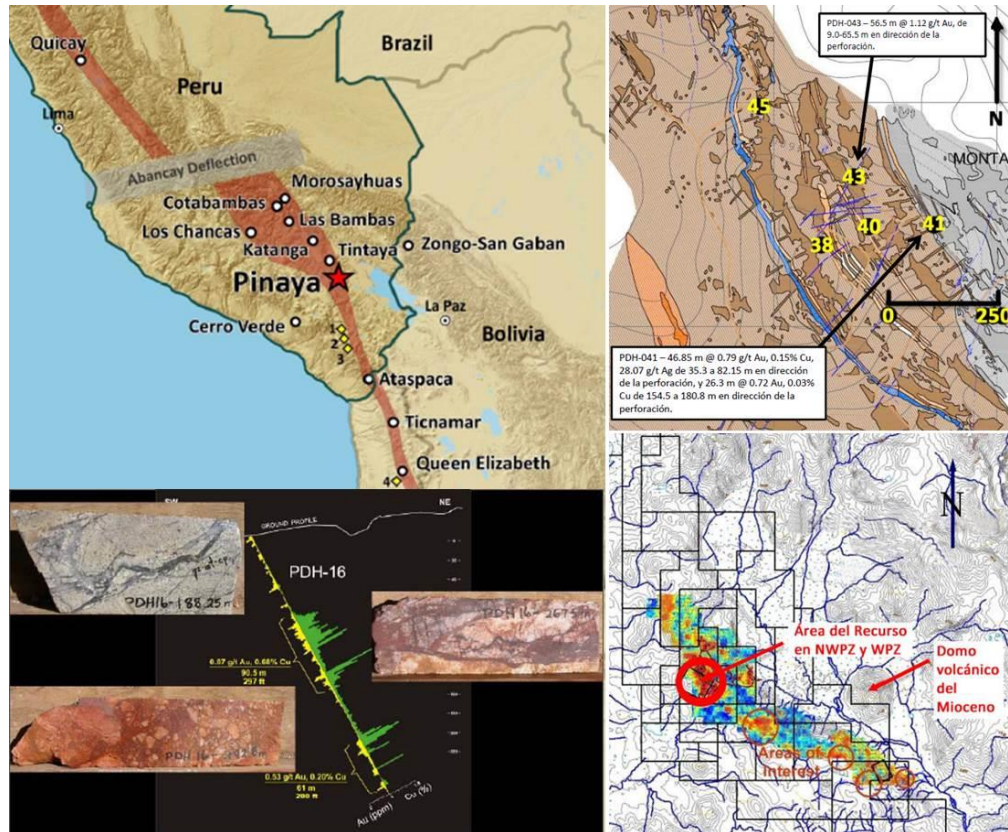 Brazil
Quicay
Peru
Lima
Abancay Deflection
Morosayhuas
Cotabambas
Las Bambas
Los Chancas
Katanga
Tintaya
Zongo-San Gaban
Pinaya
La Paz
Cerro Verde
Bolivia
1
2
3
Ataspaca
Ticnamar
Queen Elizabeth
4
PDH-043 – 56.5 m @ 1.12 g/t Au, de
9.0-65.5 m en dirección de la
perforación.
N
45
MONTA
43
40
41
38
0
250
PDH-041 – 46.85 m @ 0.79 g/t Au, 0.15% Cu,
28.07 g/t Ag de 35.3 a 82.15 m en dirección
de la perforación, y 26.3 m @ 0.72 Au, 0.03%
Cu de 154.5 a 180.8 m en dirección de la
perforación.
SW
NE
GROUND PROFILE
PDH-16
PDH16-188.25m
90.5 m
297 ft
0.53 g/t Au, 0.20% Cu
61 m
200 ft
Au (ppm)
Cu (%)
N
Área del Recurso
en NWPZ y WPZ
Domo
volcánico
del
Mioceno
Areas of
Interest